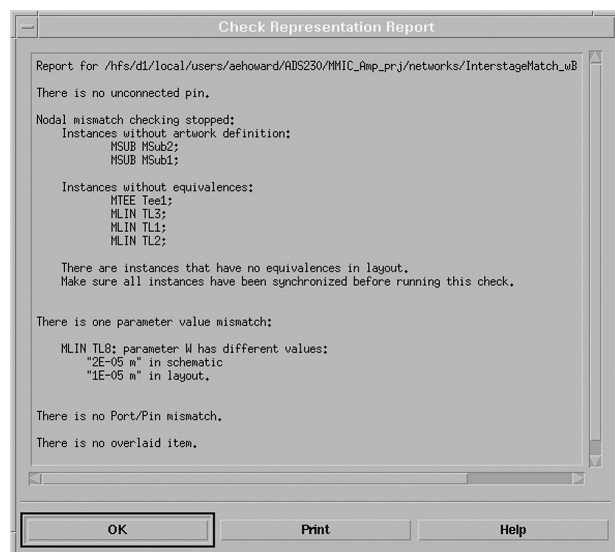 Check Representation Report
Report for /hfs/d1/local/users/aehoward/ADS230/MMIC_Amp_prj/networks/InterstageMatch_wB
There is no unconnected pin.
Nodal mismatch checking stopped:
Instances without artwork definition:
MSUB MSub2;
MSUB MSub1;
Instances without equivalences:
MTEE Tee1;
MLIN TL3;
MLIN TL1;
MLIN TL2;
There are instances that have no equivalences in layout.
Make sure all instances have been synchronized before running this check.
There is one parameter value mismatch:
MLIN TL8: parameter W has different values:
"2E-05 m" in schematic
"1E-05 m" in layout.
There is no Port/Pin mismatch.
There is no overlaid item.
OK Print Help